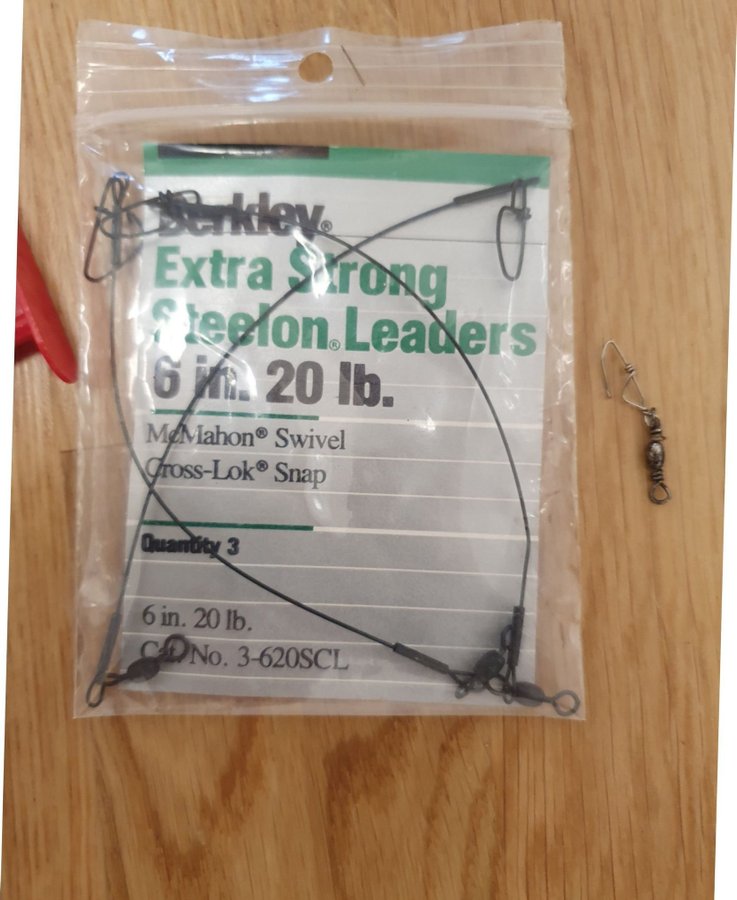 Berkley®
Extra Strong
Steelon® Leaders
6 in. 20 lb.
McMahon® Swivel
Cross-Lok® Snap
Quantity 3
6 in. 20 lb.
Cat. No. 3-620SCL